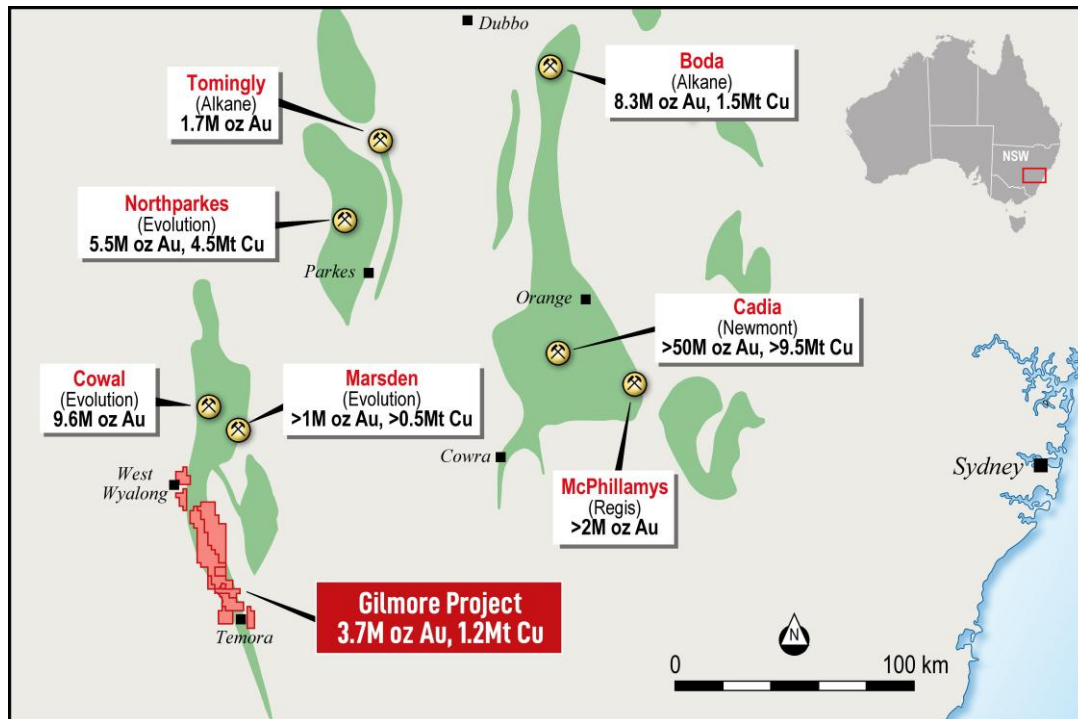 Dubbo
Tomingly
(Alkane)
1.7M oz Au
Boda
(Alkane)
8.3M oz Au, 1.5Mt Cu
NSW
Northparkes
(Evolution)
5.5M oz Au, 4.5Mt Cu
Parkes
Orange
Cadia
(Newmont)
>50M oz Au, >9.5Mt Cu
Cowal
(Evolution)
9.6M oz Au
Marsden
(Evolution)
>1M oz Au, >0.5Mt Cu
Cowra
West
Wyalong
McPhillamys
(Regis)
>2M oz Au
Sydney
Gilmore Project
3.7M oz Au, 1.2Mt Cu
Temora
N
0
100 km